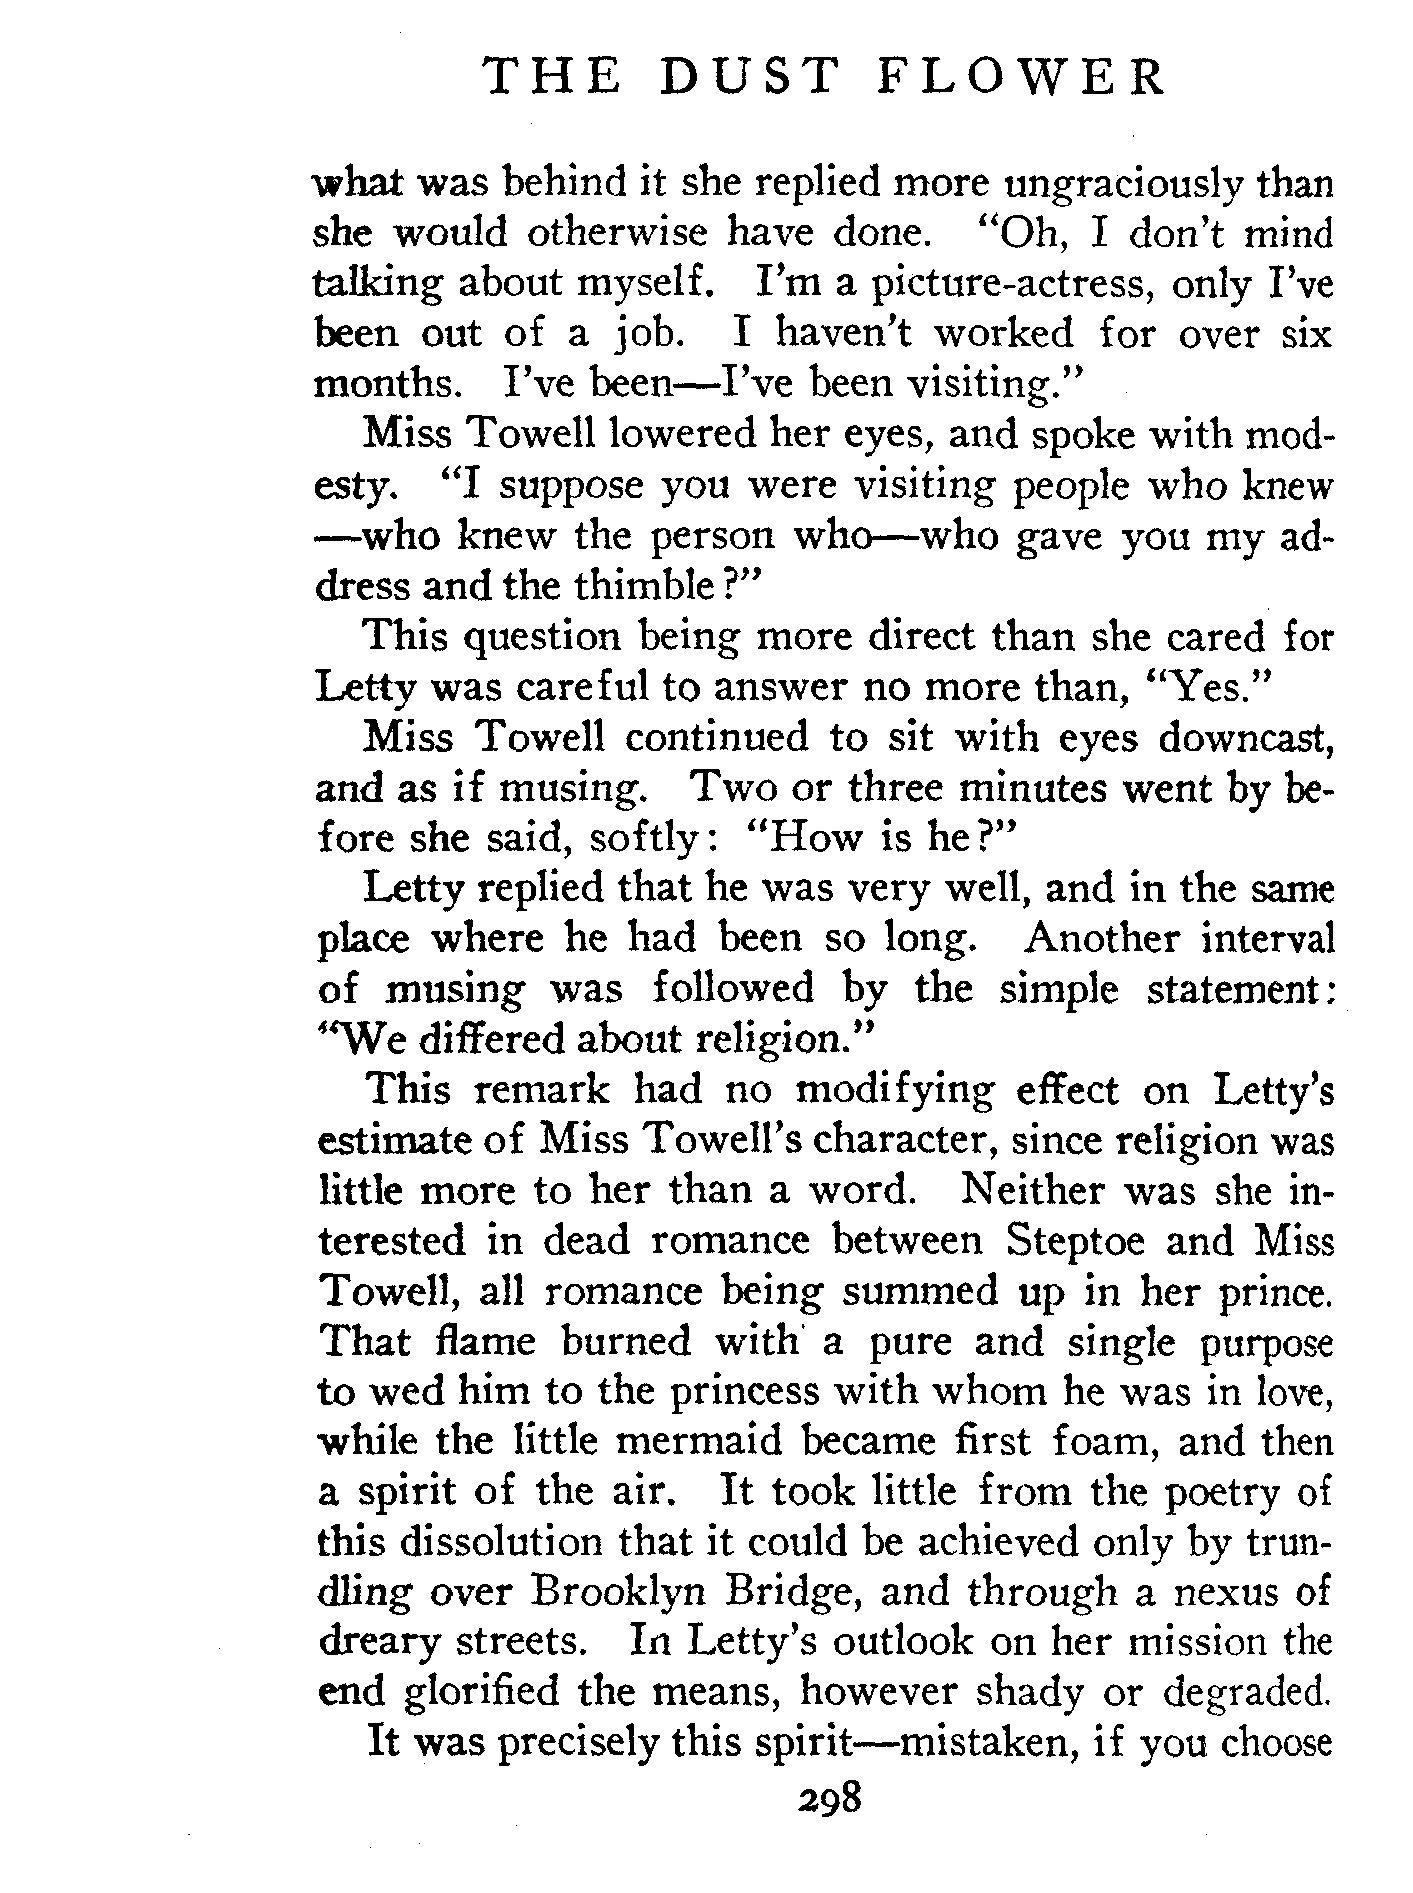 THE DUST FLOWER
what was behind it she replied more ungraciously than
she would otherwise have done. "Oh, I don't mind
talking about myself. I'm a picture-actress, only I've
been out of a job. I haven't worked for over six
months. I've been—I've been visiting."
Miss Towell lowered her eyes, and spoke with mod-
esty. "I suppose you were visiting people who knew
—who knew the person who—who gave you my ad-
dress and the thimble?"
This question being more direct than she cared for
Letty was careful to answer no more than, "Yes."
Miss Towell continued to sit with eyes downcast,
and as if musing. Two or three minutes went by be-
fore she said, softly: "How is he?"
Letty replied that he was very well, and in the same
place where he had been so long. Another interval
of musing was followed by the simple statement:
"We differed about religion."
This remark had no modifying effect on Letty's
estimate of Miss Towell's character, since religion was
little more to her than a word. Neither was she in-
terested in dead romance between Steptoe and Miss
Towell, all romance being summed up in her prince.
That flame burned with a pure and single purpose
to wed him to the princess with whom he was in love,
while the little mermaid became first foam, and then
a spirit of the air. It took little from the poetry of
this dissolution that it could be achieved only by trun-
dling over Brooklyn Bridge, and through a nexus of
dreary streets. In Letty's outlook on her mission the
end glorified the means, however shady or degraded.
It was precisely this spirit—mistaken, if you choose
298